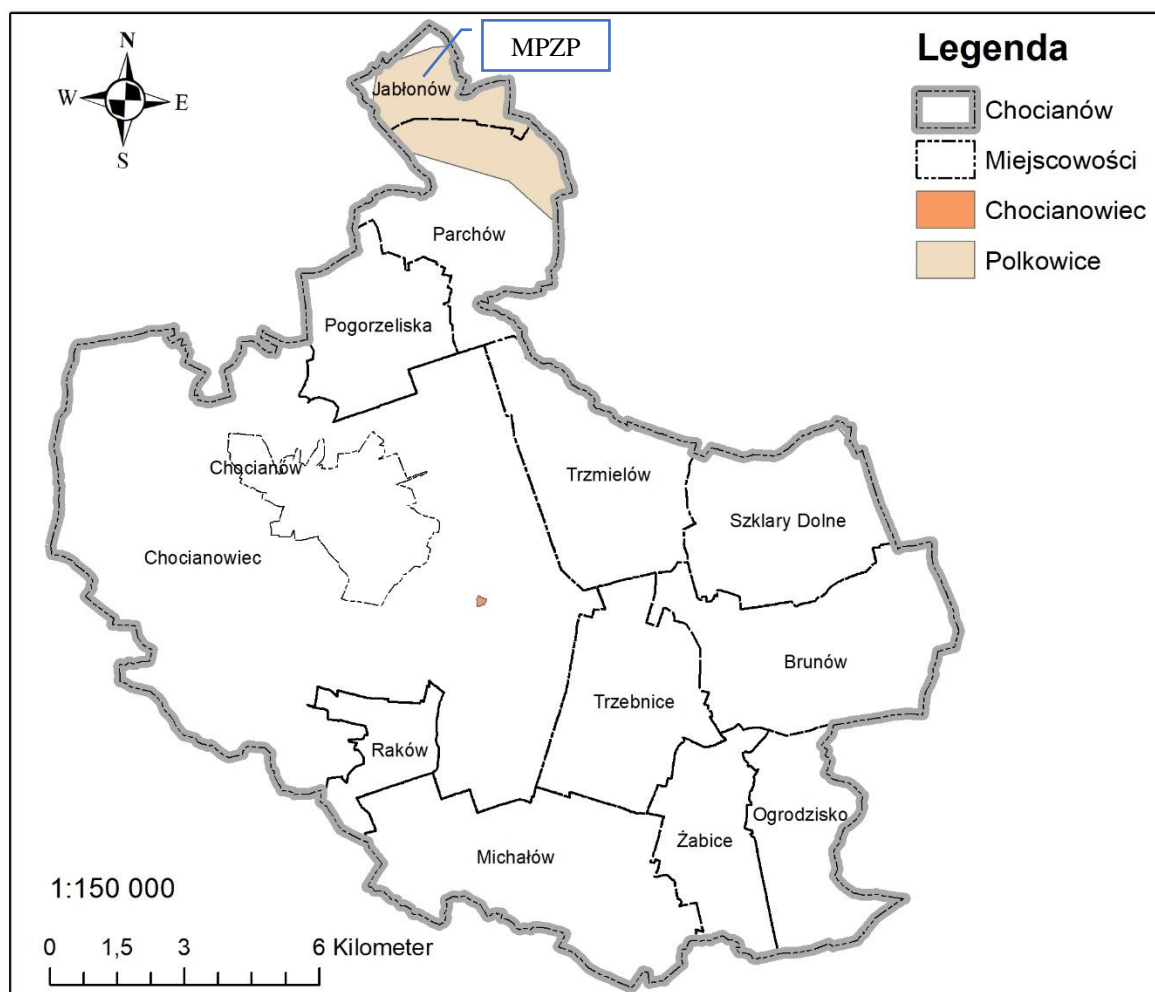 N
W
E
S
MPZP
Legenda
Chocianów
Miejscowości
Chocianowiec
Polkowice
Jabłonów
Parchów
Pogorzeliska
Chocianów
Trzmielów
Szklary Dolne
Chocianowiec
Brunów
Trzebnice
Raków
Ogrodzisko
Żabice
Michałów
1:150 000
0 1,5 3 6 Kilometer